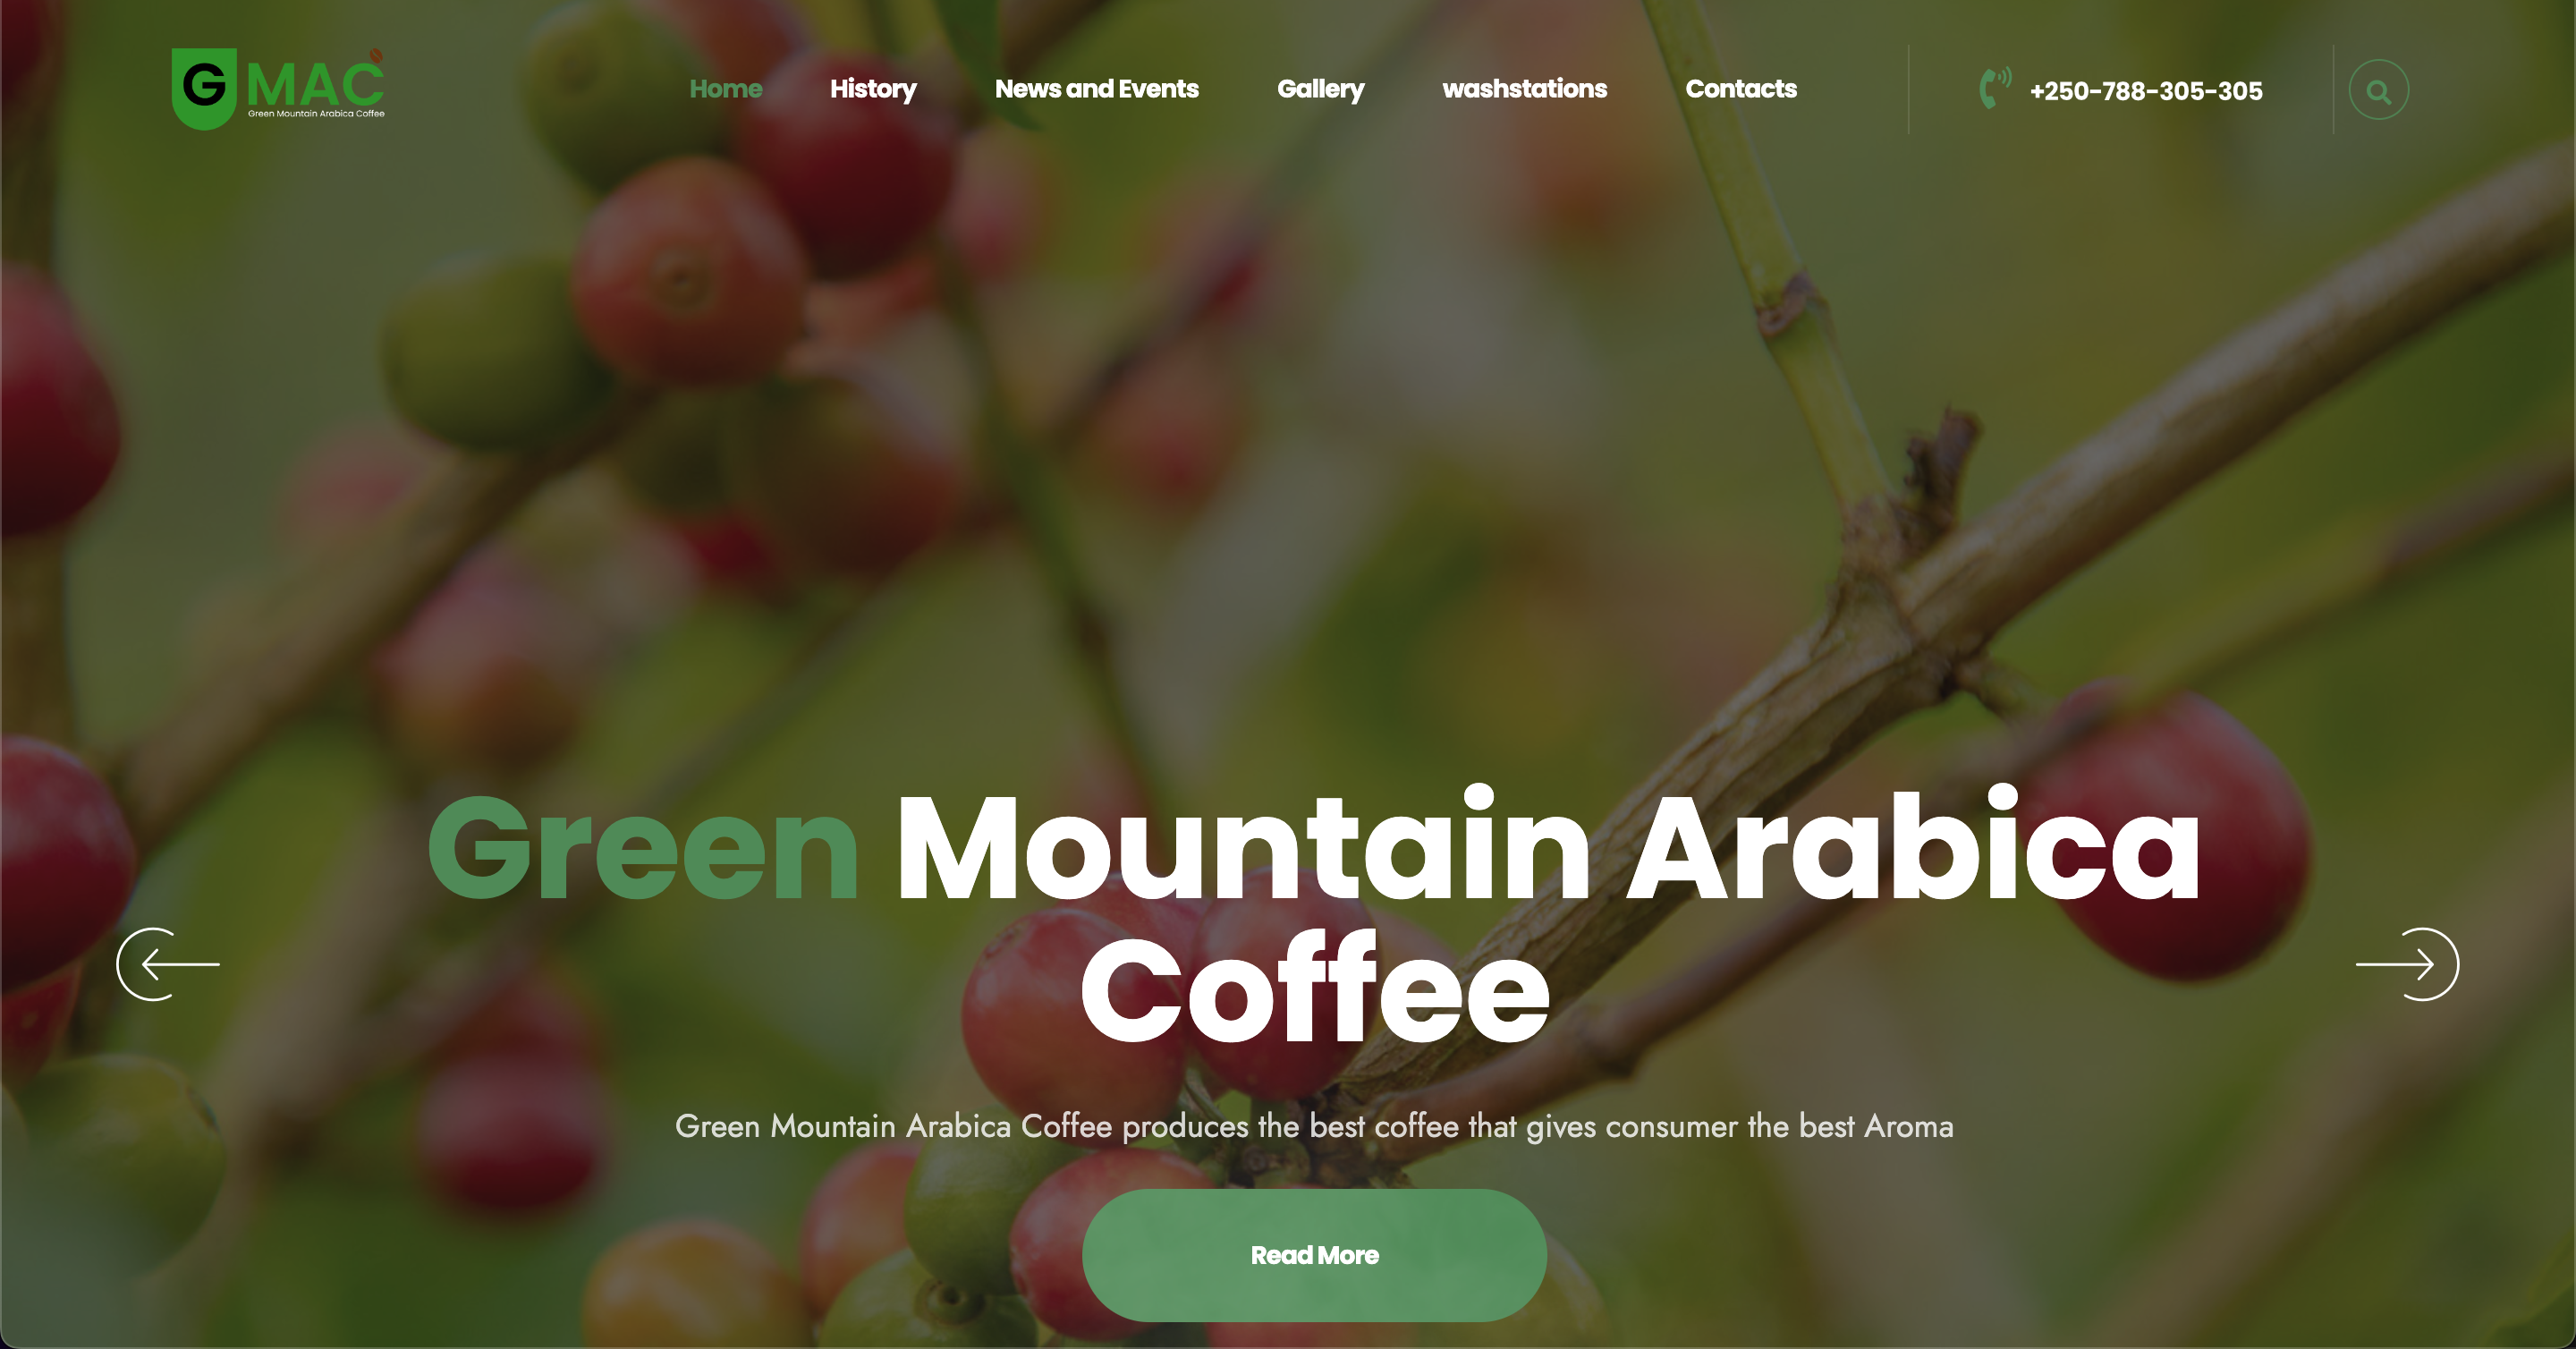 G MAC
Green Mountain Arabica Coffee
Home
History
News and Events
Gallery
washstations
Contacts
+250-788-305-305
Green Mountain Arabica
Coffee
Green Mountain Arabica Coffee produces the best coffee that gives consumer the best Aroma
Read More